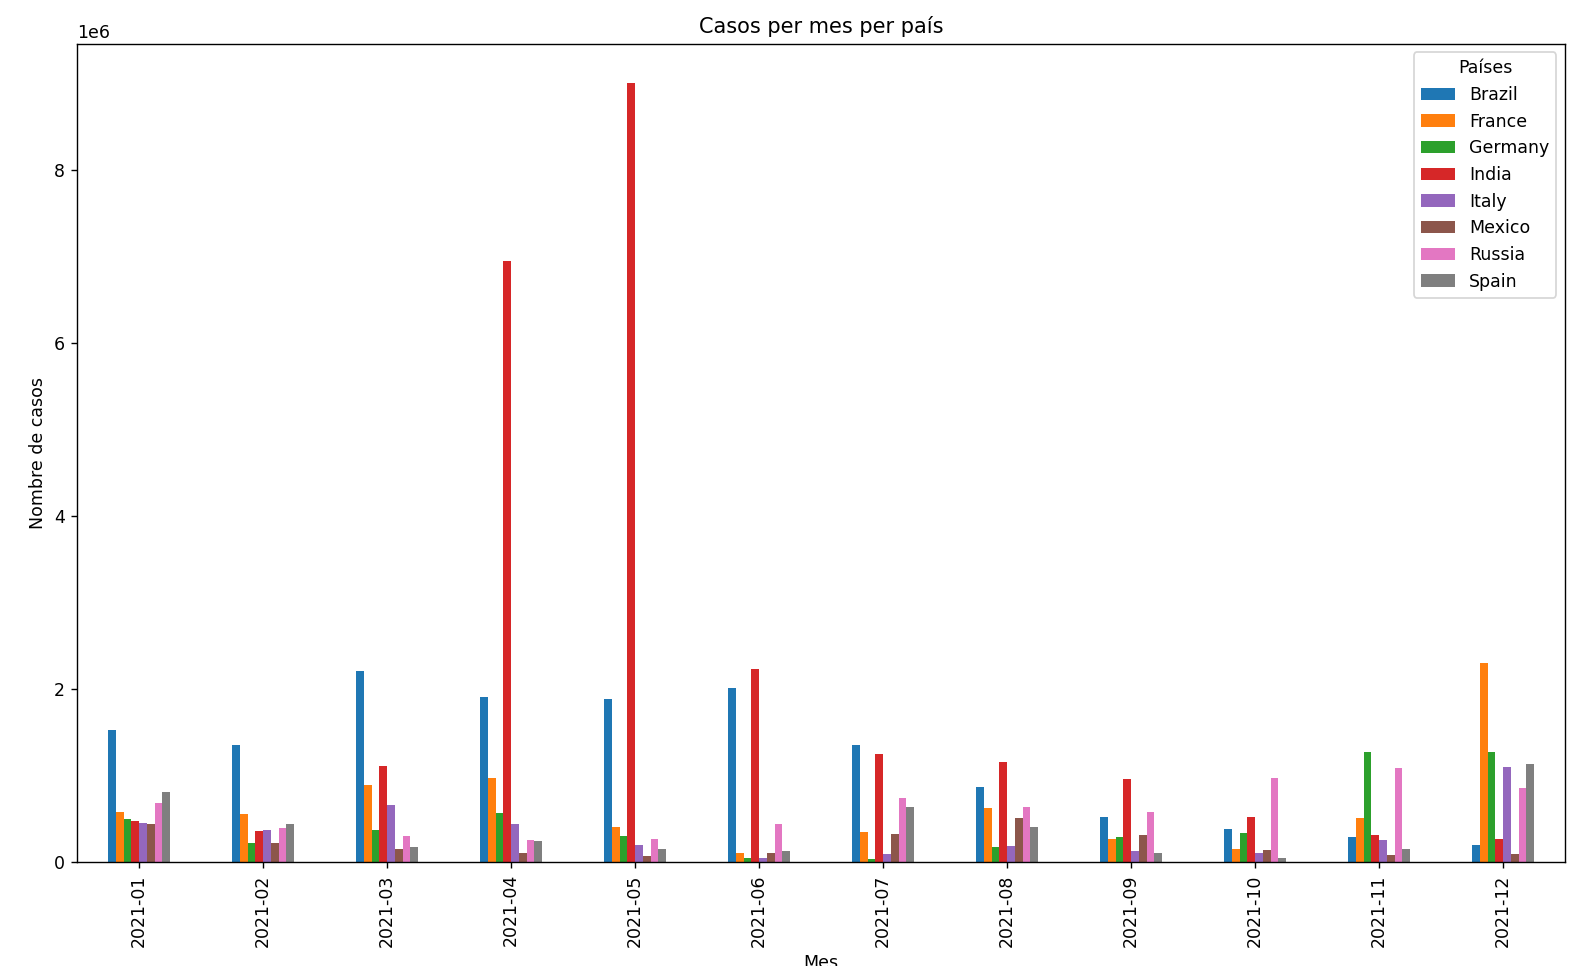 Casos per mes per país
1e6
Países
Brazil
France
Germany
India
Italy
Mexico
Russia
Spain
8
6
4
2
0
Nombre de casos
2021-01
2021-02
2021-03
2021-04
2021-05
2021-06
2021-07
2021-08
2021-09
2021-10
2021-11
2021-12
Mes